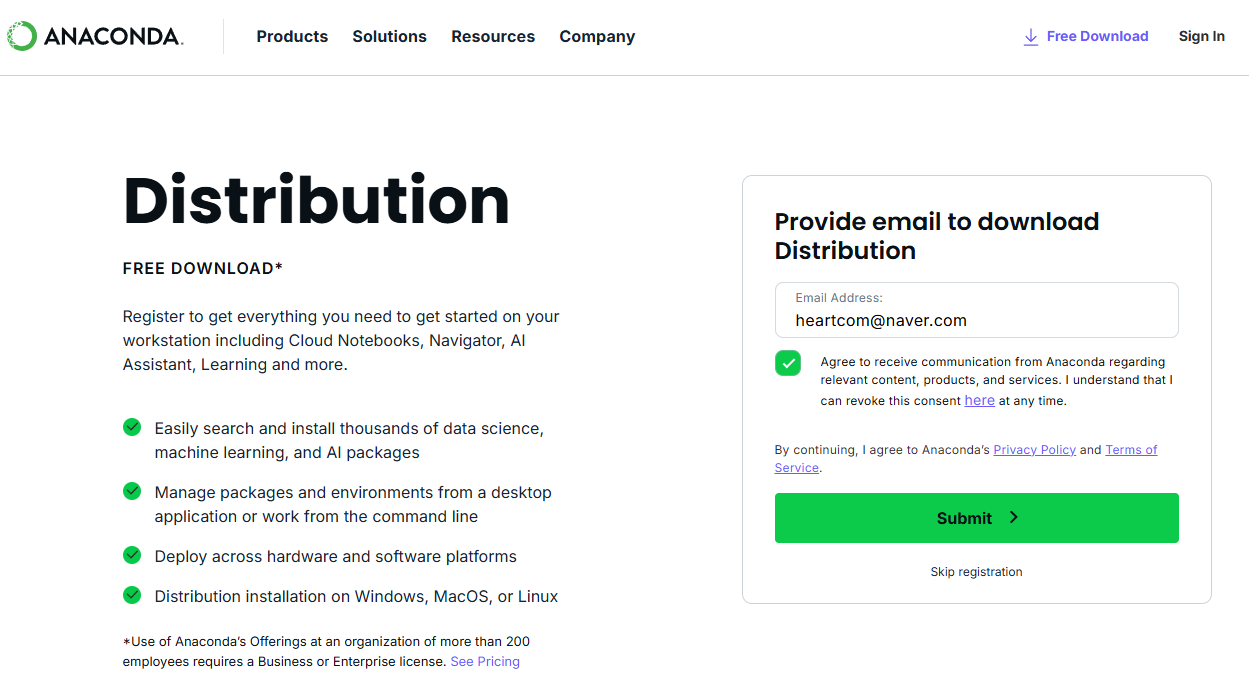 ANACONDA.
Products Solutions Resources Company
Free Download Sign In
Distribution
FREE DOWNLOAD*
Register to get everything you need to get started on your
workstation including Cloud Notebooks, Navigator, AI
Assistant, Learning and more.
Easily search and install thousands of data science,
machine learning, and AI packages
Manage packages and environments from a desktop
application or work from the command line
Deploy across hardware and software platforms
Distribution installation on Windows, MacOS, or Linux
*Use of Anaconda’s Offerings at an organization of more than 200
employees requires a Business or Enterprise license. See Pricing
Provide email to download
Distribution
Email Address:
heartcom@naver.com
Agree to receive communication from Anaconda regarding
relevant content, products, and services. I understand that I
can revoke this consent here at any time.
By continuing, I agree to Anaconda’s Privacy Policy and Terms of
Service.
Submit
Skip registration